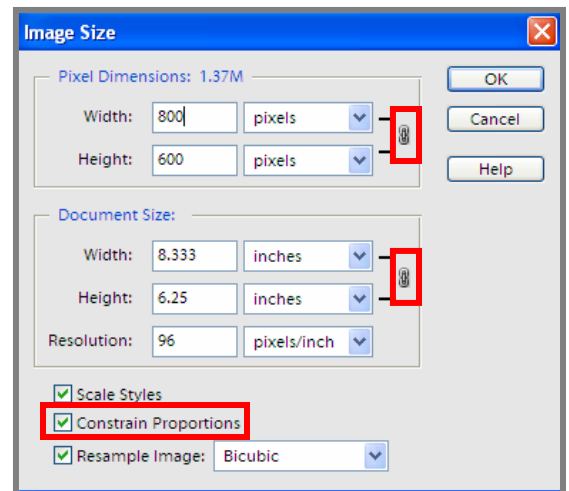 Image Size
Pixel Dimensions: 1.37M
OK
Width: 800 pixels
Cancel
Height: 600 pixels
Help
Document Size:
Width: 8.333 inches
Height: 6.25 inches
Resolution: 96 pixels/inch
Scale Styles
Constrain Proportions
Resample Image: Bicubic